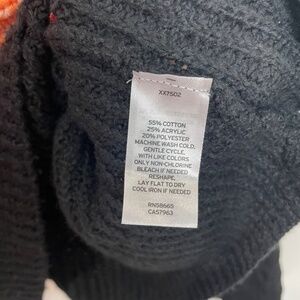 XX7502
55% COTTON
25% ACRYLIC
20% POLYESTER
MACHINE WASH COLD,
GENTLE CYCLE,
WITH LIKE COLORS
ONLY NON-CHLORINE
BLEACH IF NEEDED
RESHAPE,
LAY FLAT TO DRY
COOL IRON IF NEEDED
RN58665
CA57963